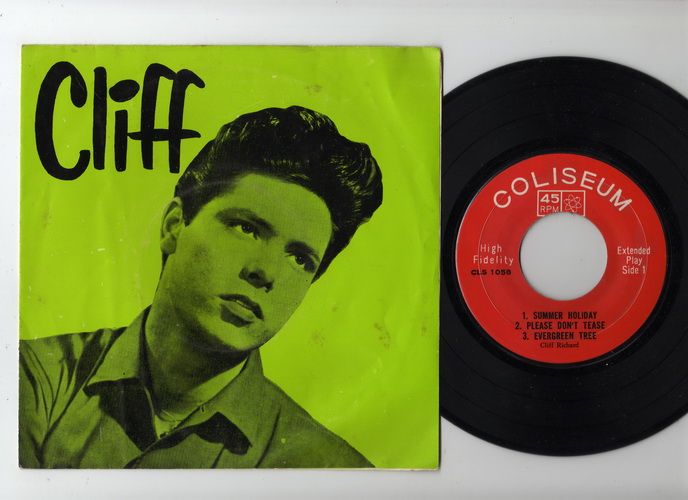 Cliff
COLISEUM
45
RPM
High
Fidelity
CLS 1058
Extended
Play
Side 1
1. SUMMER HOLIDAY
2. PLEASE DON'T TEASE
3. EVERGREEN TREE
Cliff Richard